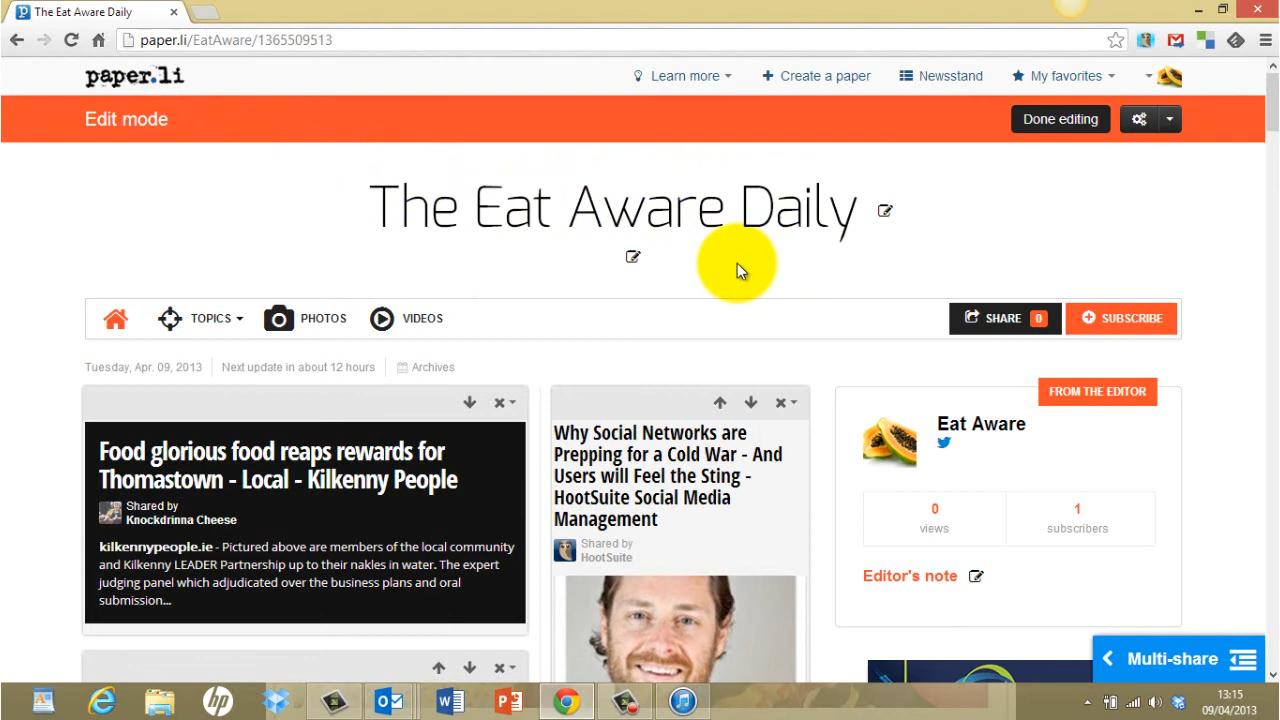 The Eat Aware Daily
paper.li/EatAware/1365509513
paper.li
Learn more
Create a paper
Newsstand
My favorites
Edit mode
Done editing
The Eat Aware Daily
TOPICS
PHOTOS
VIDEOS
SHARE 0
SUBSCRIBE
Tuesday, Apr. 09, 2013
Next update in about 12 hours
Archives
Food glorious food reaps rewards for
Thomastown - Local - Kilkenny People
Shared by
Knockdrinna Cheese
kilkennypeople.ie - Pictured above are members of the local community
and Kilkenny LEADER Partnership up to their nakles in water. The expert
judging panel which adjudicated over the business plans and oral
submission...
Why Social Networks are
Prepping for a Cold War - And
Users will Feel the Sting -
HootSuite Social Media
Management
Shared by
HootSuite
FROM THE EDITOR
Eat Aware
0
views
1
subscribers
Editor's note
Multi-share
13:15
09/04/2013